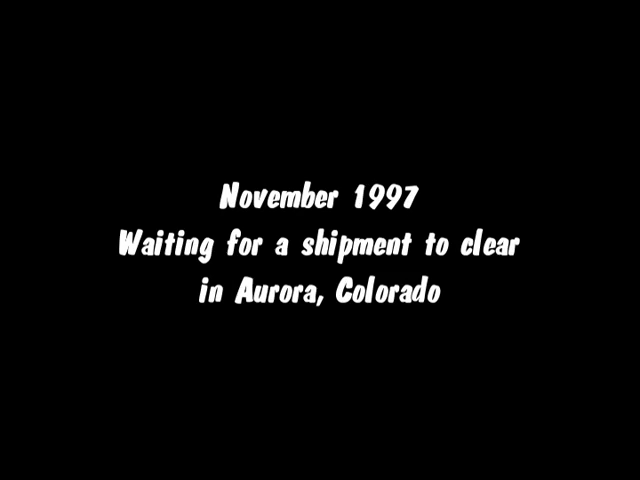 November 1997
Waiting for a shipment to clear
in Aurora, Colorado